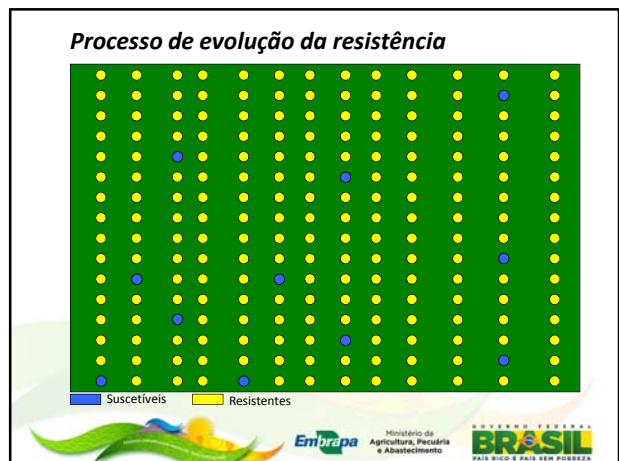 Processo de evolução da resistência
Suscetíveis
Resistentes
Embrapa
Ministério da
Agricultura, Pecuária
e Abastecimento
GOVERNO FEDERAL
BRASIL
PAÍS RICO É PAÍS SEM POBREZA